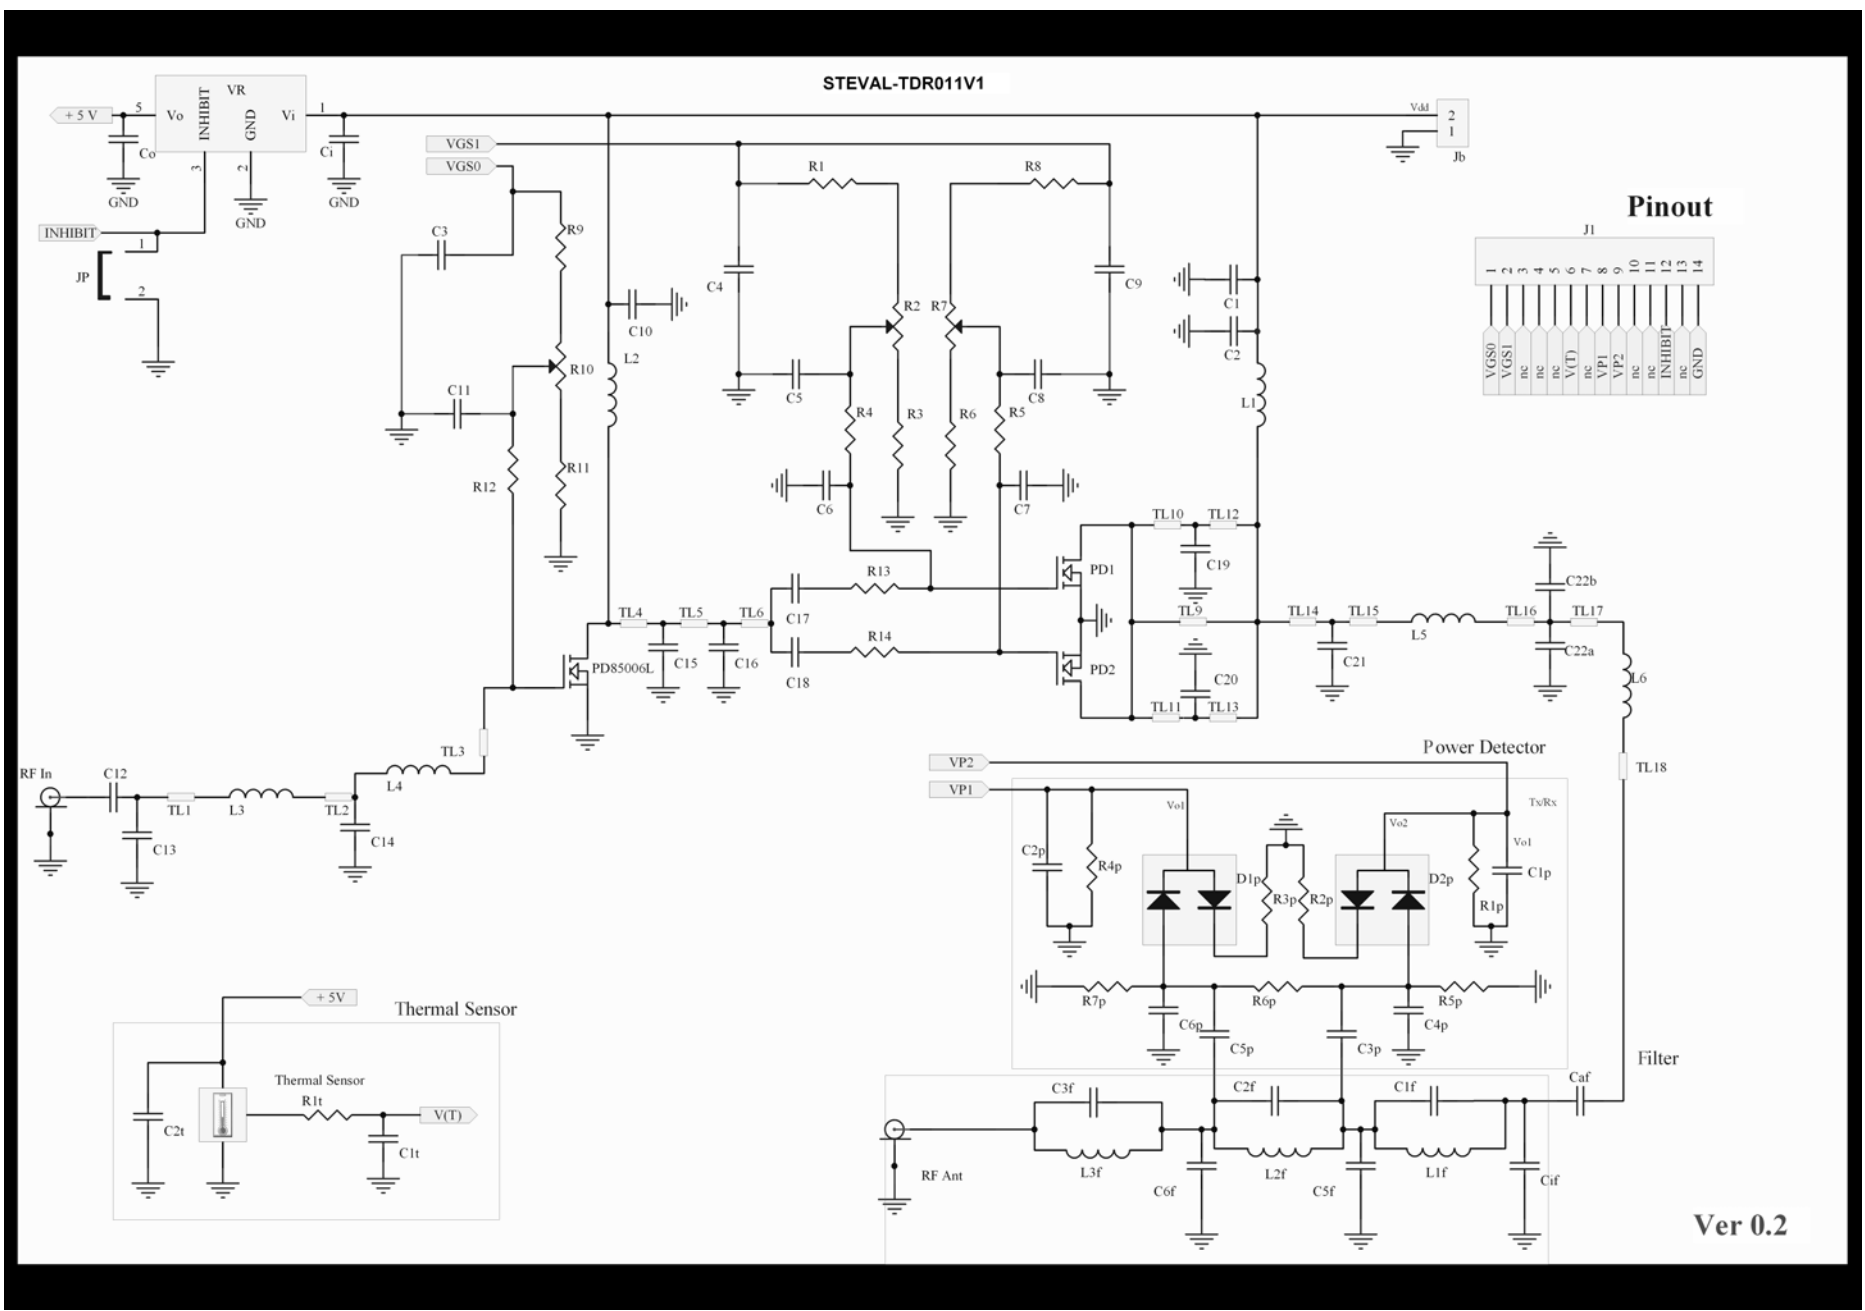 STEVAL-TDR011V1
+ 5 V
5
Vo
INHIBIT
VR
GND
Vi
1
Co
3
2
Ci
GND
GND
GND
INHIBIT
1
JP
2
VGS1
VGS0
C3
R9
C10
R10
L2
C11
R12
R11
R1
R8
C4
R2
R7
C9
C5
C8
R4
R3
R6
R5
C6
C7
Vdd
2
1
Jb
C1
C2
L1
Pinout
J1
1
2
3
4
5
6
7
8
9
10
11
12
13
14
VGS0
VGS1
nc
nc
nc
V(T)
nc
VP1
VP2
nc
nc
INHIBIT
nc
GND
TL10
TL12
PD1
C19
R13
C17
TL4
TL5
TL6
R14
C18
C15
C16
PD85006L
PD2
TL9
C20
TL11
TL13
TL14
TL15
C21
L5
TL16
C22b
TL17
C22a
L6
TL18
RF In
C12
C13
TL1
L3
TL2
L4
TL3
C14
Power Detector
VP2
VP1
Vo1
Tx/Rx
Vo2
Vo1
C2p
R4p
D1p
R3p
R2p
D2p
R1p
C1p
R7p
R6p
R5p
C6p
C5p
C3p
C4p
Filter
C3f
C2f
C1f
Caf
L3f
L2f
L1f
RF Ant
C6f
C5f
Cif
+ 5V
Thermal Sensor
Thermal Sensor
R1t
C2t
V(T)
C1t
Ver 0.2